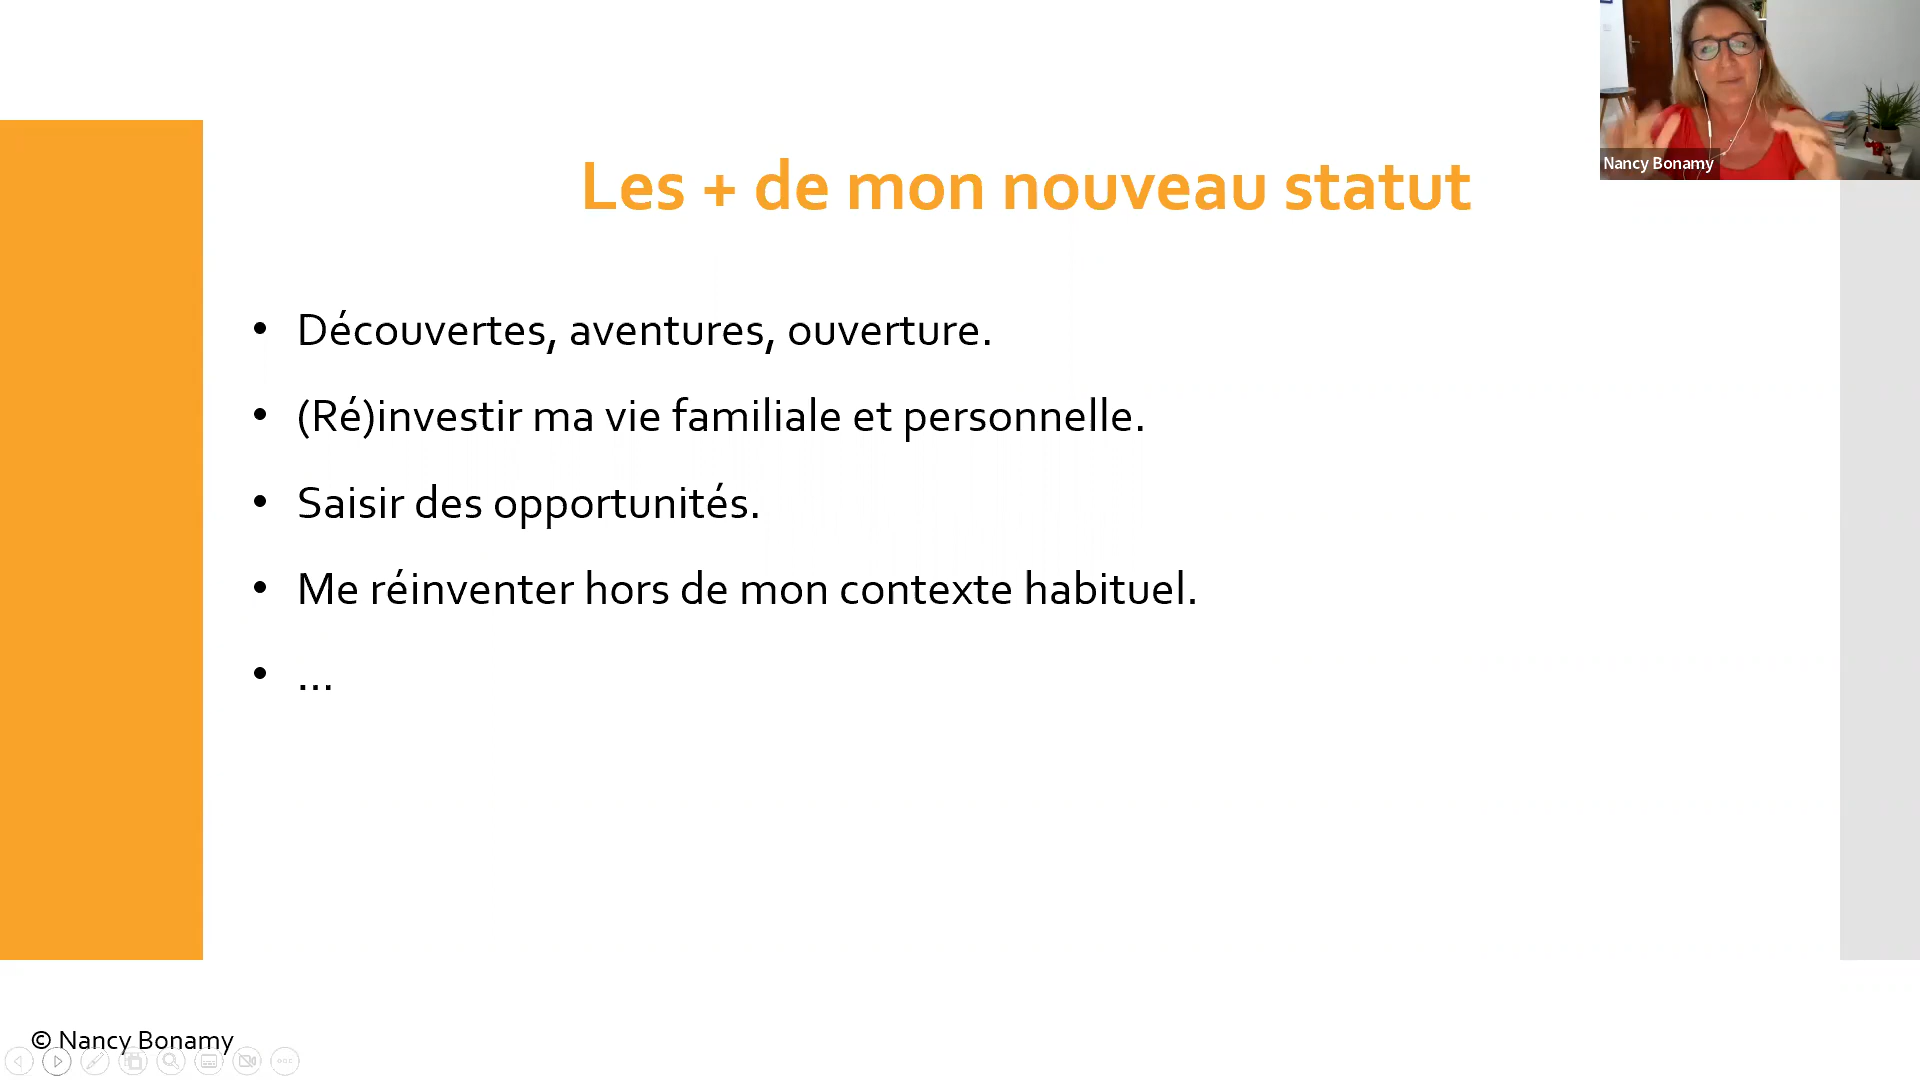 Nancy Bonamy
Les + de mon nouveau statut
• Découvertes, aventures, ouverture.
• (Ré)investir ma vie familiale et personnelle.
• Saisir des opportunités.
• Me réinventer hors de mon contexte habituel.
• ...
© Nancy Bonamy